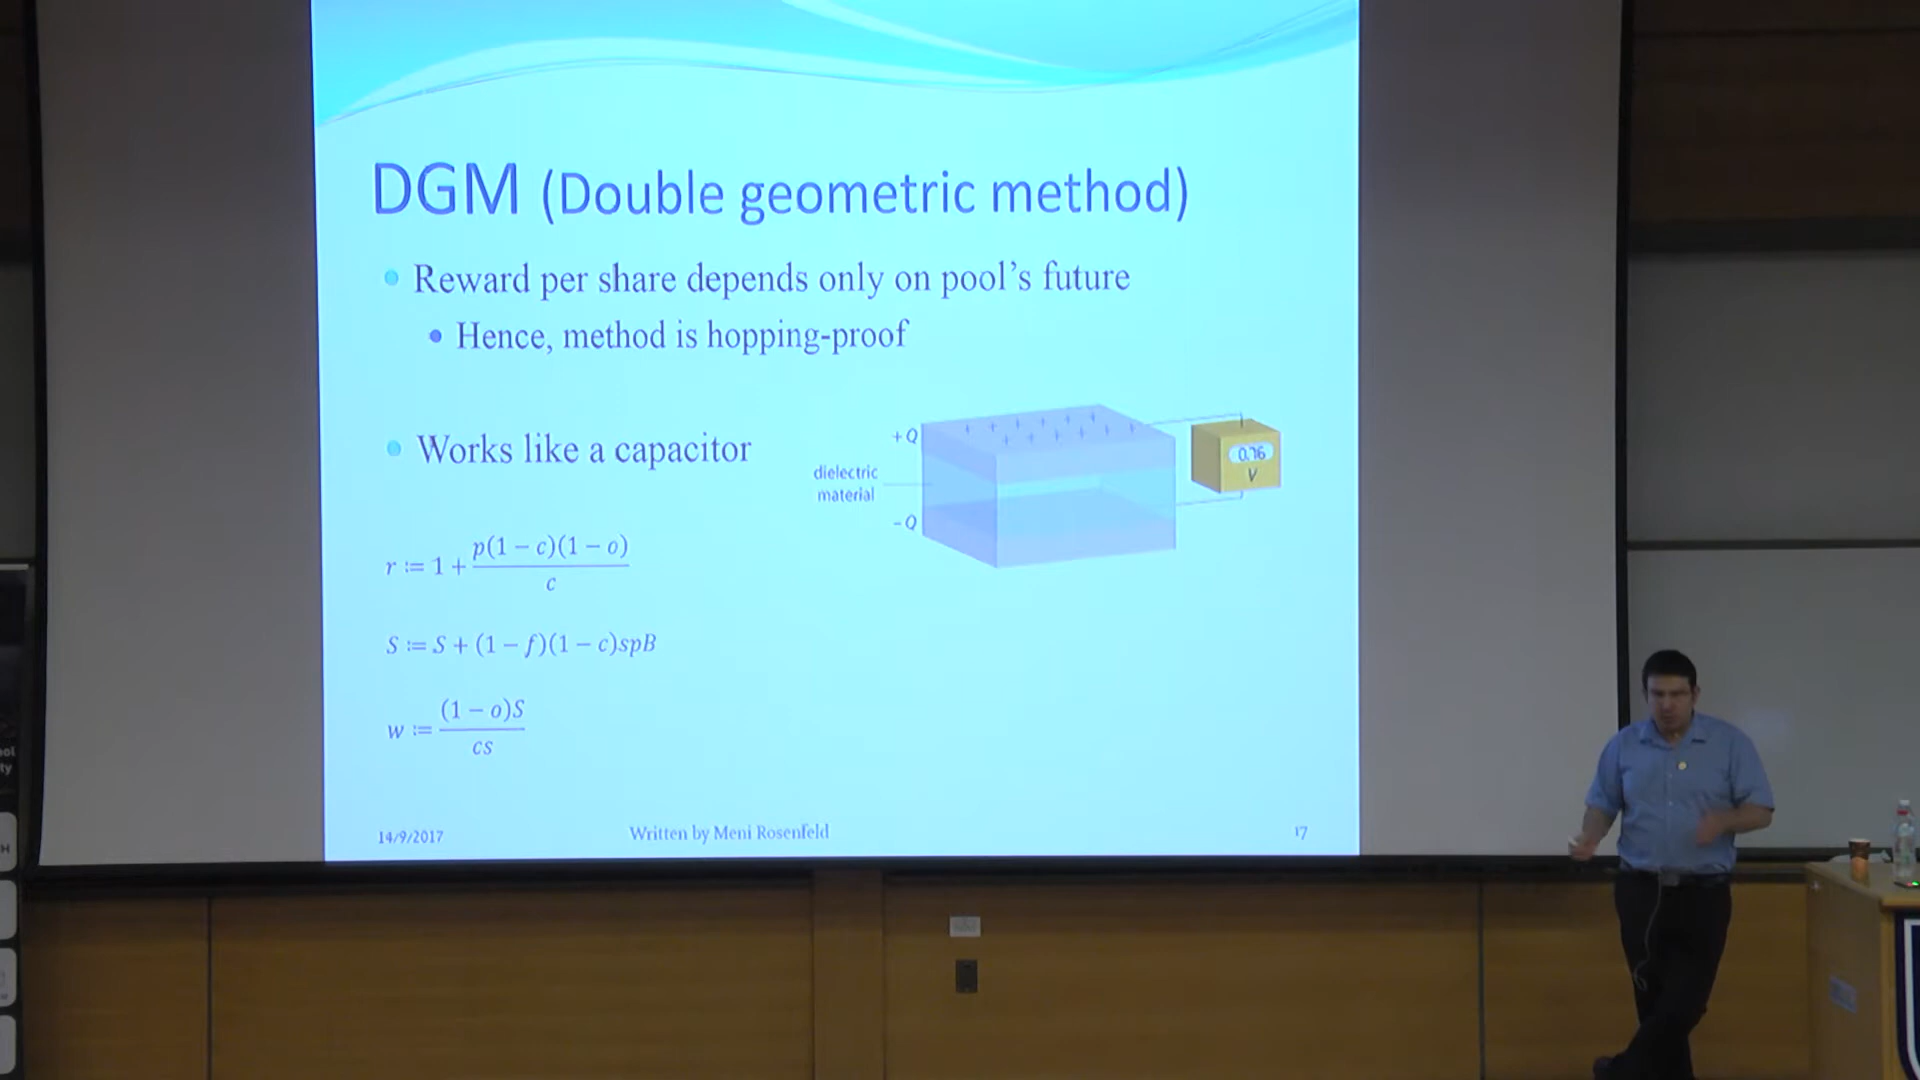 DGM (Double geometric method)
Reward per share depends only on pool's future
Hence, method is hopping-proof
Works like a capacitor
+Q
dielectric
material
−Q
0.76
V
r := 1 + p(1 − c)(1 − o) / c
S := S + (1 − f)(1 − c)spB
w := (1 − o)S / cs
14/9/2017
Written by Meni Rosenfeld
17